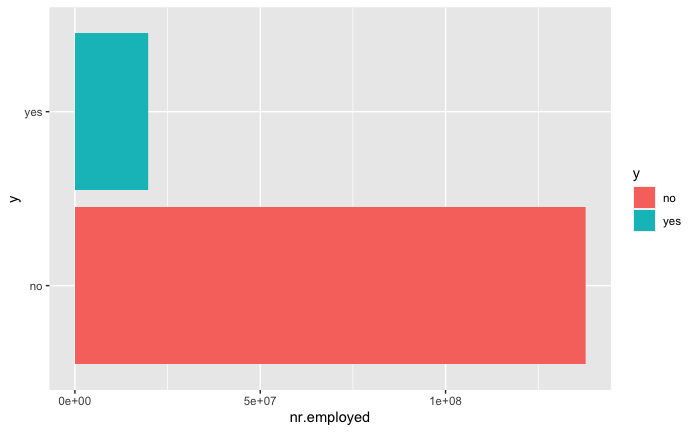 yes
no
y
0e+00 5e+07 1e+08
nr.employed
y
no
yes